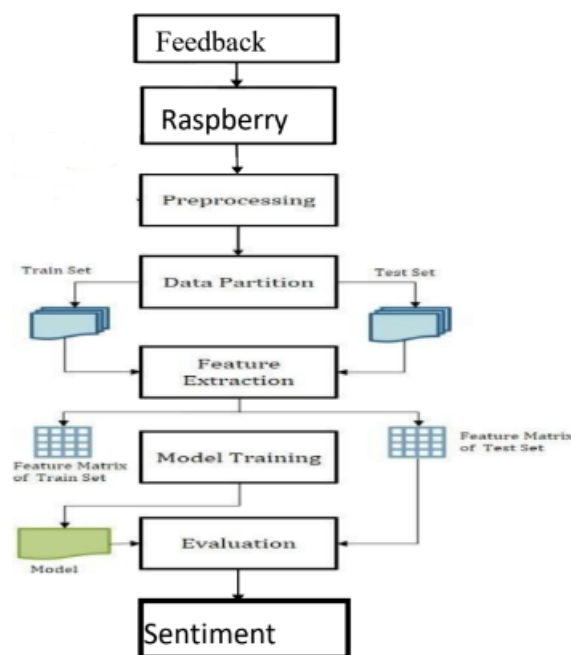 Feedback
Raspberry
Preprocessing
Train Set
Data Partition
Test Set
Feature
Extraction
Feature Matrix
of Train Set
Model Training
Feature Matrix
of Test Set
Model
Evaluation
Sentiment